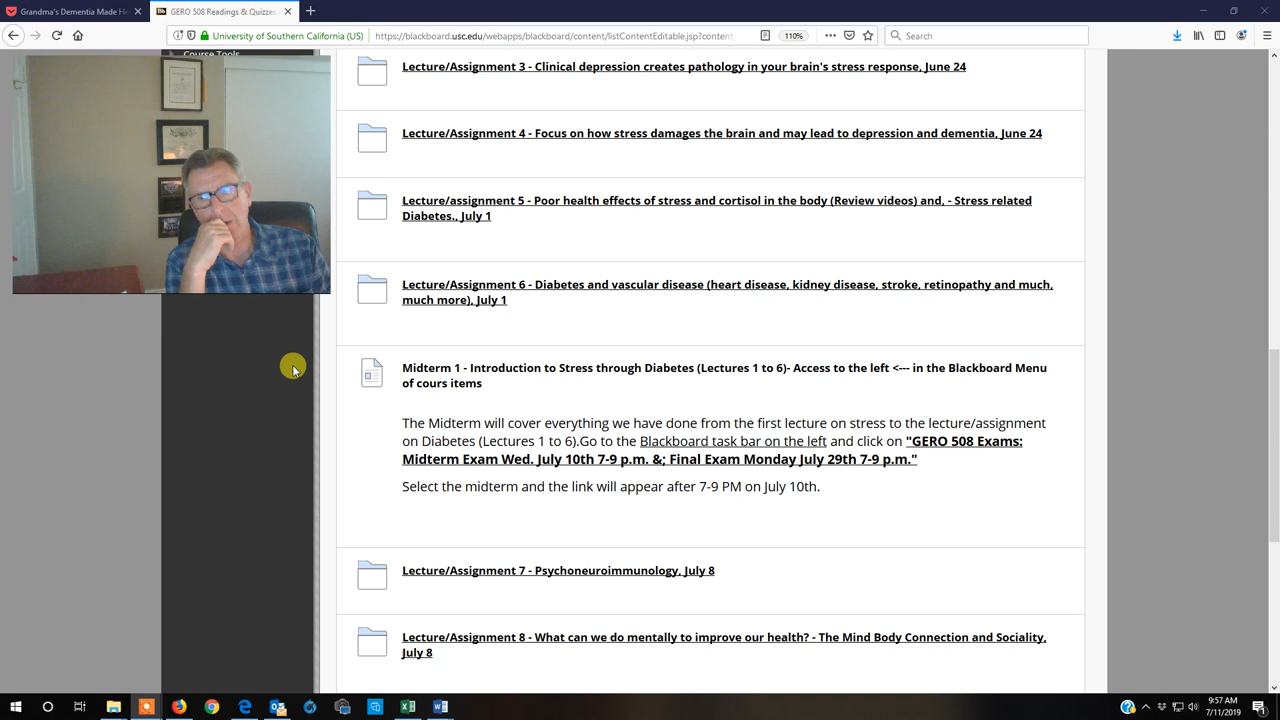 Grandma's Dementia Made He
GERO 508 Readings & Quizzes
University of Southern California (US)
https://blackboard.usc.edu/webapps/blackboard/content/listContentEditable.jsp?content_
110%
Search
Course Tools
Lecture/Assignment 3 - Clinical depression creates pathology in your brain's stress response, June 24
Lecture/Assignment 4 - Focus on how stress damages the brain and may lead to depression and dementia, June 24
Lecture/assignment 5 - Poor health effects of stress and cortisol in the body (Review videos) and, - Stress related
Diabetes., July 1
Lecture/Assignment 6 - Diabetes and vascular disease (heart disease, kidney disease, stroke, retinopathy and much,
much more), July 1
Midterm 1 - Introduction to Stress through Diabetes (Lectures 1 to 6)- Access to the left <--- in the Blackboard Menu
of cours items
The Midterm will cover everything we have done from the first lecture on stress to the lecture/assignment
on Diabetes (Lectures 1 to 6).Go to the Blackboard task bar on the left and click on "GERO 508 Exams:
Midterm Exam Wed. July 10th 7-9 p.m. &; Final Exam Monday July 29th 7-9 p.m."
Select the midterm and the link will appear after 7-9 PM on July 10th.
Lecture/Assignment 7 - Psychoneuroimmunology, July 8
Lecture/Assignment 8 - What can we do mentally to improve our health? - The Mind Body Connection and Sociality,
July 8
9:57 AM
7/11/2019